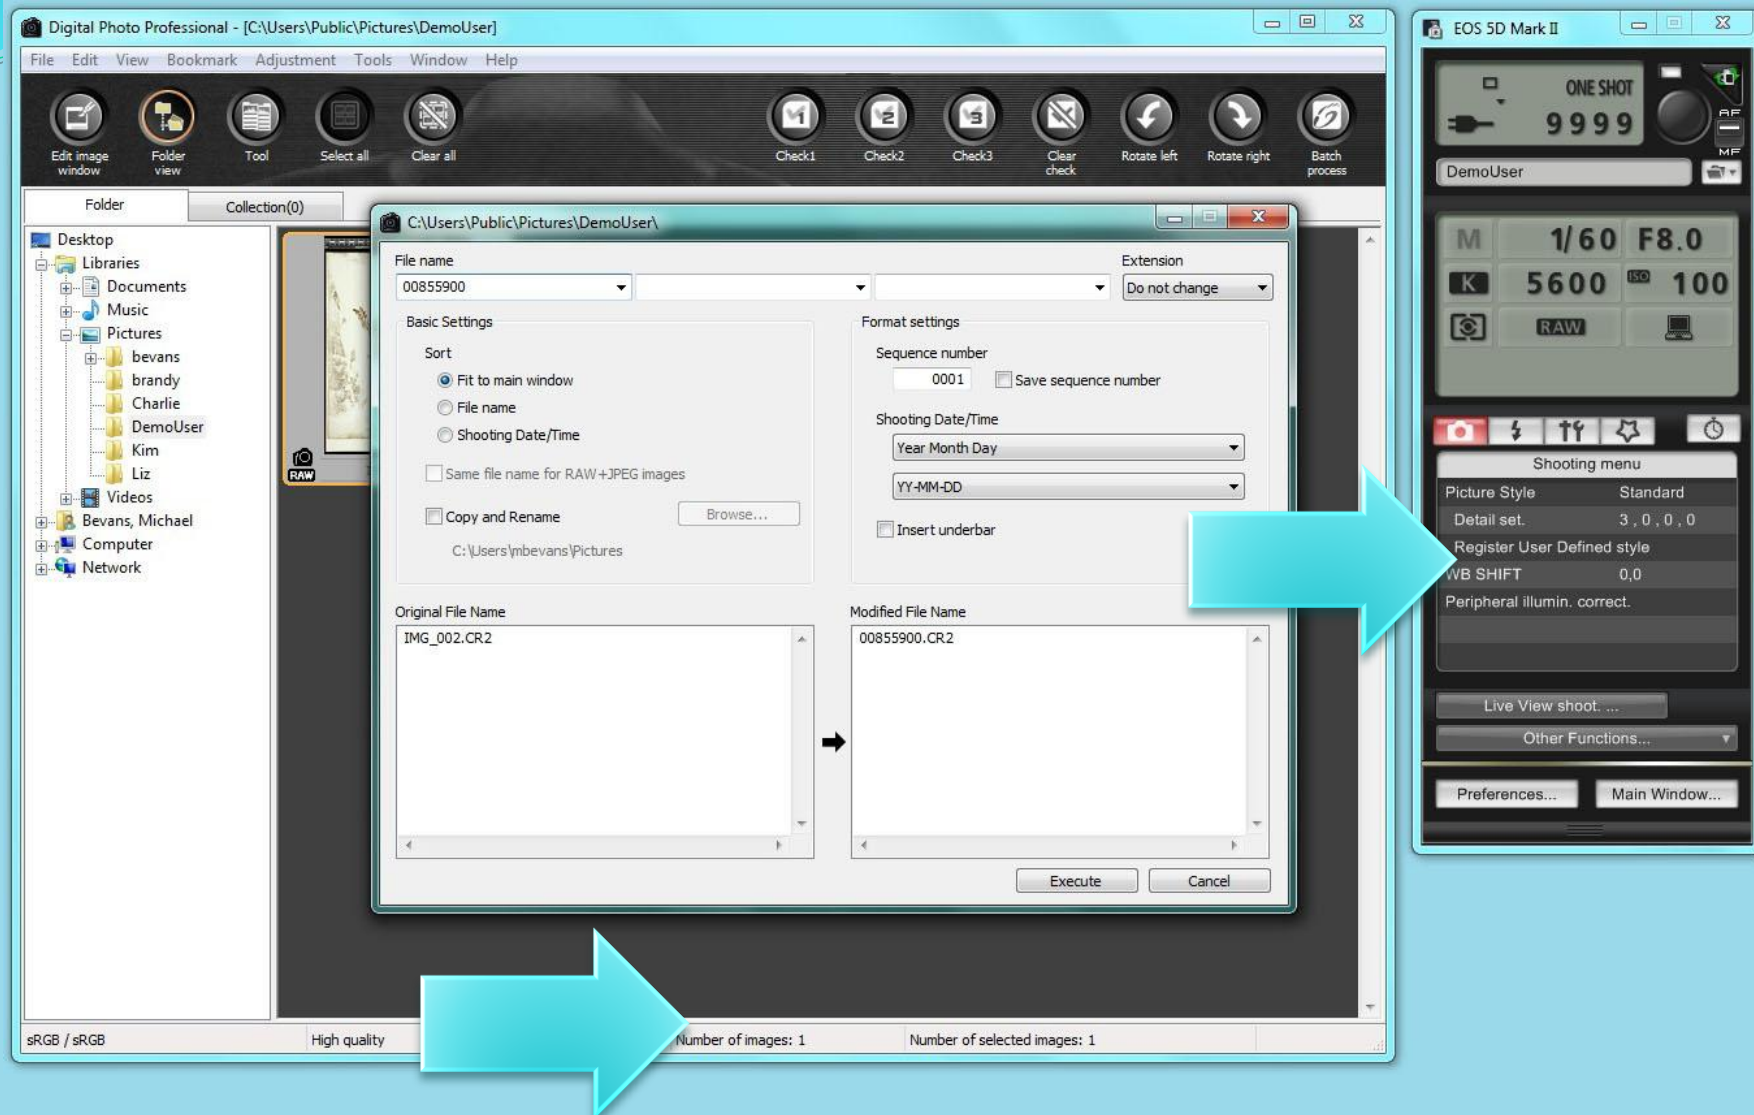 Digital Photo Professional - [C:\Users\Public\Pictures\DemoUser]
File Edit View Bookmark Adjustment Tools Window Help
Edit image window
Folder view
Tool
Select all
Clear all
Check1
Check2
Check3
Clear check
Rotate left
Rotate right
Batch process
Folder
Collection(0)
Desktop
Libraries
Documents
Music
Pictures
bevans
brandy
Charlie
DemoUser
Kim
Liz
Videos
Bevans, Michael
Computer
Network
RAW
C:\Users\Public\Pictures\DemoUser\
File name
Extension
00855900
Do not change
Basic Settings
Sort
Fit to main window
File name
Shooting Date/Time
Same file name for RAW+JPEG images
Copy and Rename
Browse...
C:\Users\mbevans\Pictures
Format settings
Sequence number
0001
Save sequence number
Shooting Date/Time
Year Month Day
YY-MM-DD
Insert underbar
Original File Name
IMG_002.CR2
Modified File Name
00855900.CR2
Execute
Cancel
sRGB / sRGB
High quality
Number of images: 1
Number of selected images: 1
EOS 5D Mark II
ONE SHOT
9999
AF
MF
DemoUser
M 1/60 F8.0
K 5600 ISO 100
RAW
Shooting menu
Picture Style Standard
Detail set. 3 , 0 , 0 , 0
Register User Defined style
WB SHIFT 0,0
Peripheral illumin. correct.
Live View shoot. ...
Other Functions...
Preferences...
Main Window...